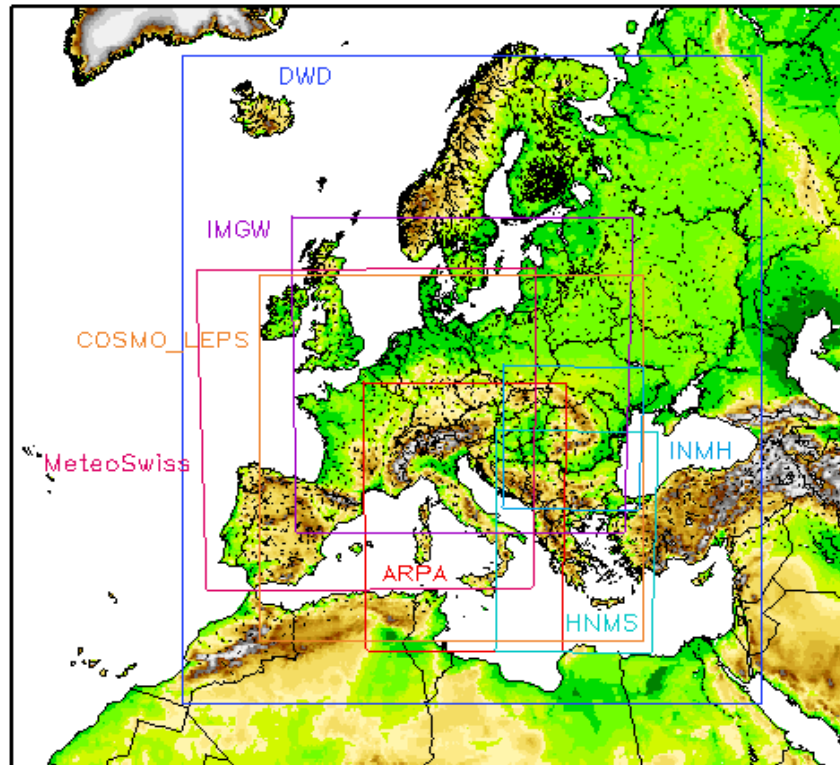 DWD
IMGW
COSMO_LEPS
MeteoSwiss
INMH
ARPA
HNMS